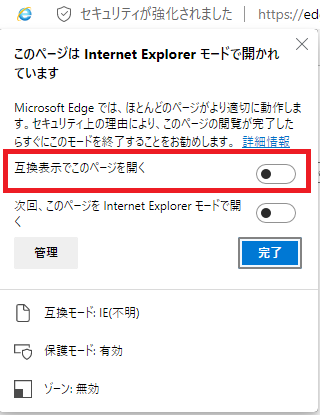 セキュリティが強化されました
https://ed
このページは Internet Explorer モードで開かれ
ています
Microsoft Edge では、ほとんどのページがより適切に動作しま
す。セキュリティ上の理由により、このページの閲覧が完了した
らすぐにこのモードを終了することをお勧めします。 詳細情報
互換表示でこのページを開く
次回、このページを Internet Explorer モードで開
く
管理
完了
互換モード: IE(不明)
保護モード: 有効
ゾーン: 無効